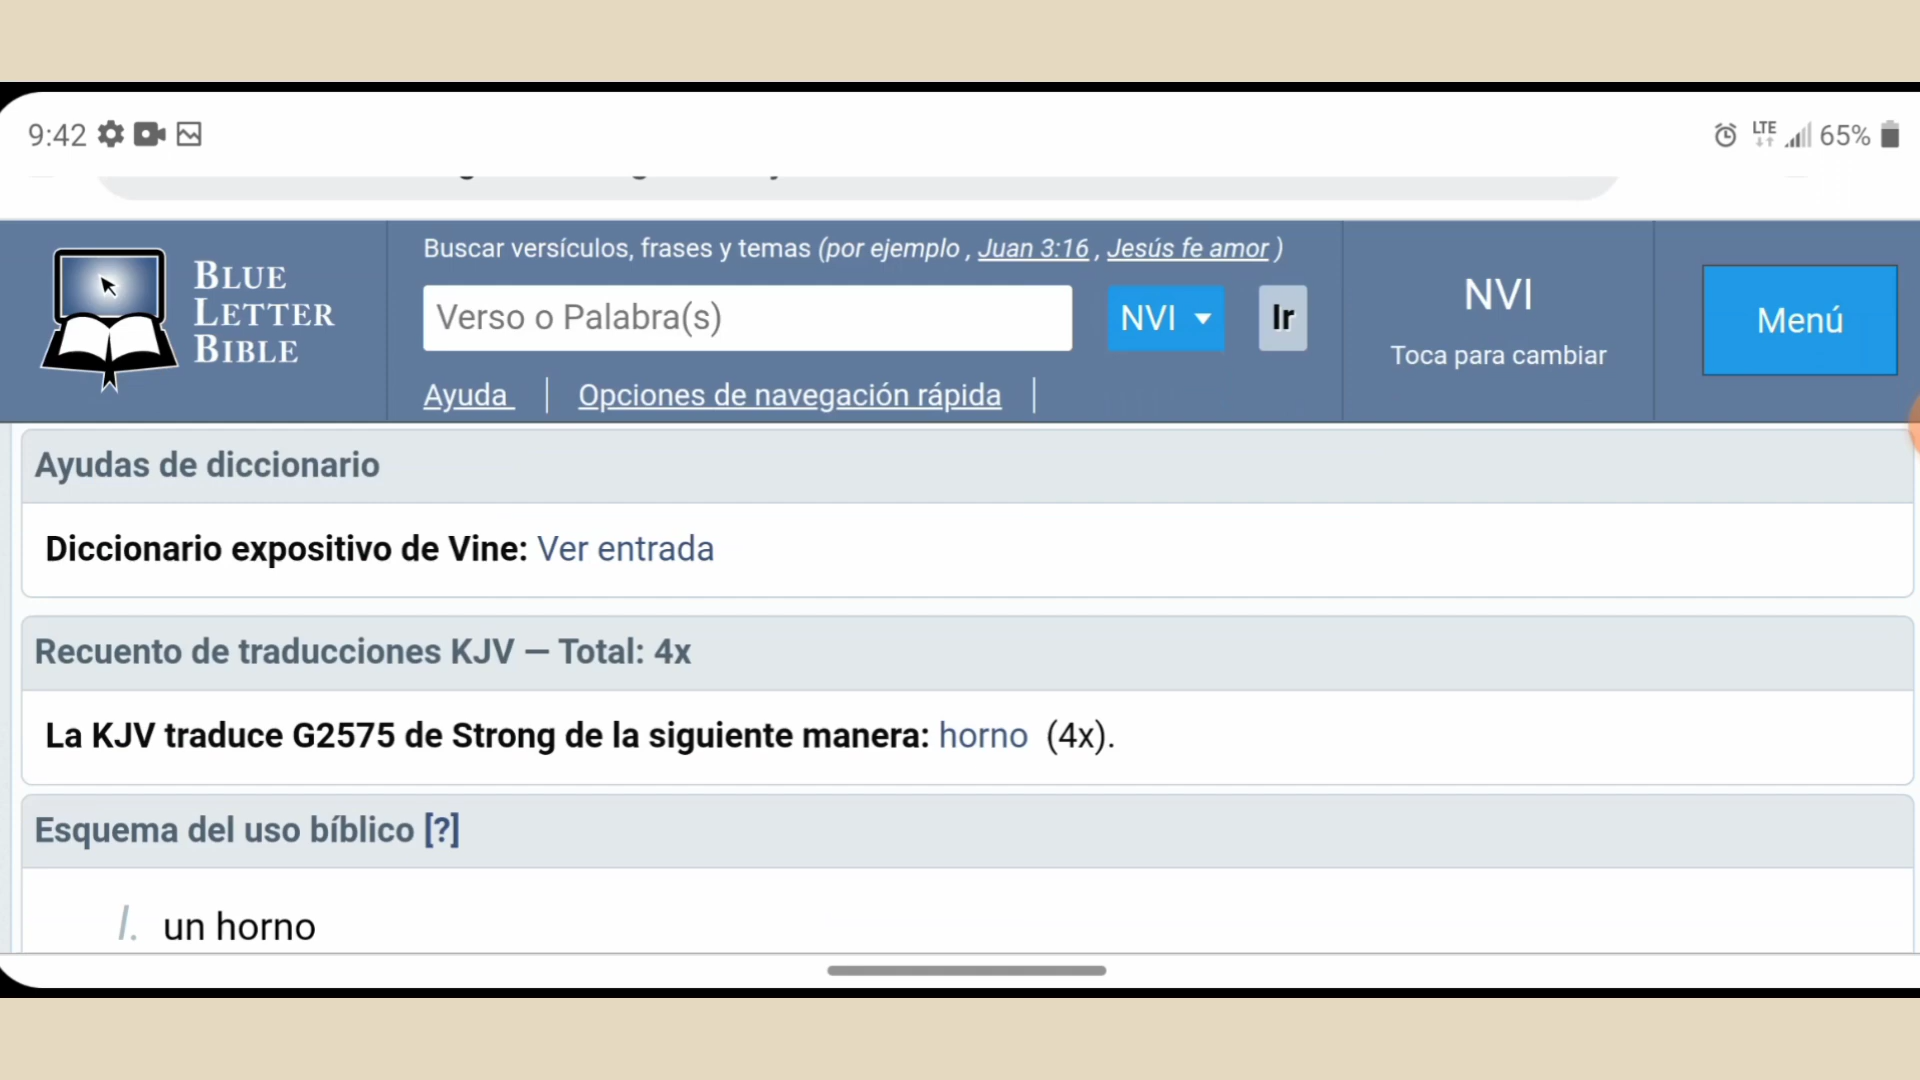 9:42
LTE 65%
BLUE
LETTER
BIBLE
Buscar versículos, frases y temas (por ejemplo , Juan 3:16 , Jesús fe amor )
Verso o Palabra(s)
NVI
Ir
Ayuda
Opciones de navegación rápida
NVI
Toca para cambiar
Menú
Ayudas de diccionario
Diccionario expositivo de Vine: Ver entrada
Recuento de traducciones KJV — Total: 4x
La KJV traduce G2575 de Strong de la siguiente manera: horno (4x).
Esquema del uso bíblico [?]
I. un horno